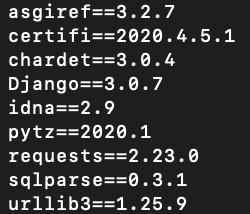 asgiref==3.2.7
certifi==2020.4.5.1
chardet==3.0.4
Django==3.0.7
idna==2.9
pytz==2020.1
requests==2.23.0
sqlparse==0.3.1
urllib3==1.25.9